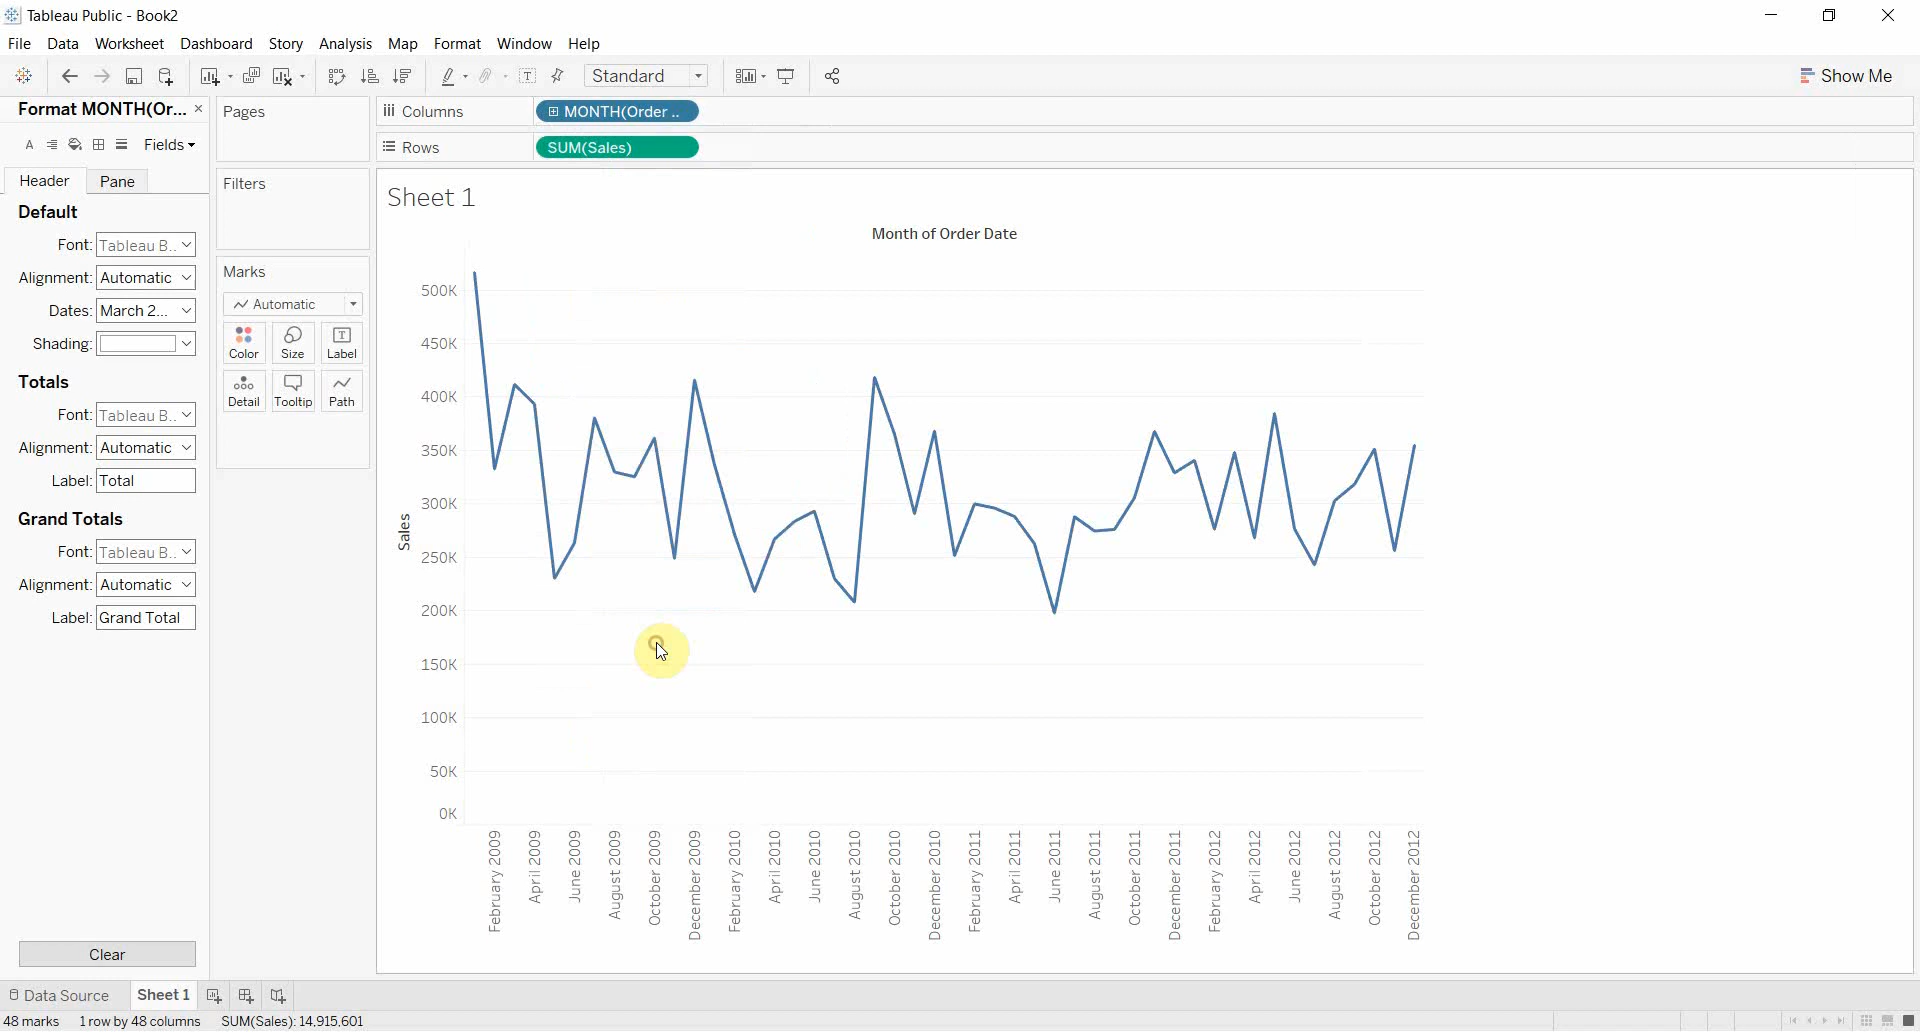 Tableau Public - Book2
File Data Worksheet Dashboard Story Analysis Map Format Window Help
Standard
Show Me
Format MONTH(Or...
A Fields
Header Pane
Default
Font: Tableau B..
Alignment: Automatic
Dates: March 2...
Shading:
Totals
Font: Tableau B..
Alignment: Automatic
Label: Total
Grand Totals
Font: Tableau B..
Alignment: Automatic
Label: Grand Total
Clear
Pages
Filters
Marks
Automatic
Color Size Label
Detail Tooltip Path
Columns MONTH(Order ..
Rows SUM(Sales)
Sheet 1
Month of Order Date
Sales
500K
450K
400K
350K
300K
250K
200K
150K
100K
50K
0K
February 2009
April 2009
June 2009
August 2009
October 2009
December 2009
February 2010
April 2010
June 2010
August 2010
October 2010
December 2010
February 2011
April 2011
June 2011
August 2011
October 2011
December 2011
February 2012
April 2012
June 2012
August 2012
October 2012
December 2012
Data Source Sheet 1
48 marks 1 row by 48 columns SUM(Sales): 14,915,601